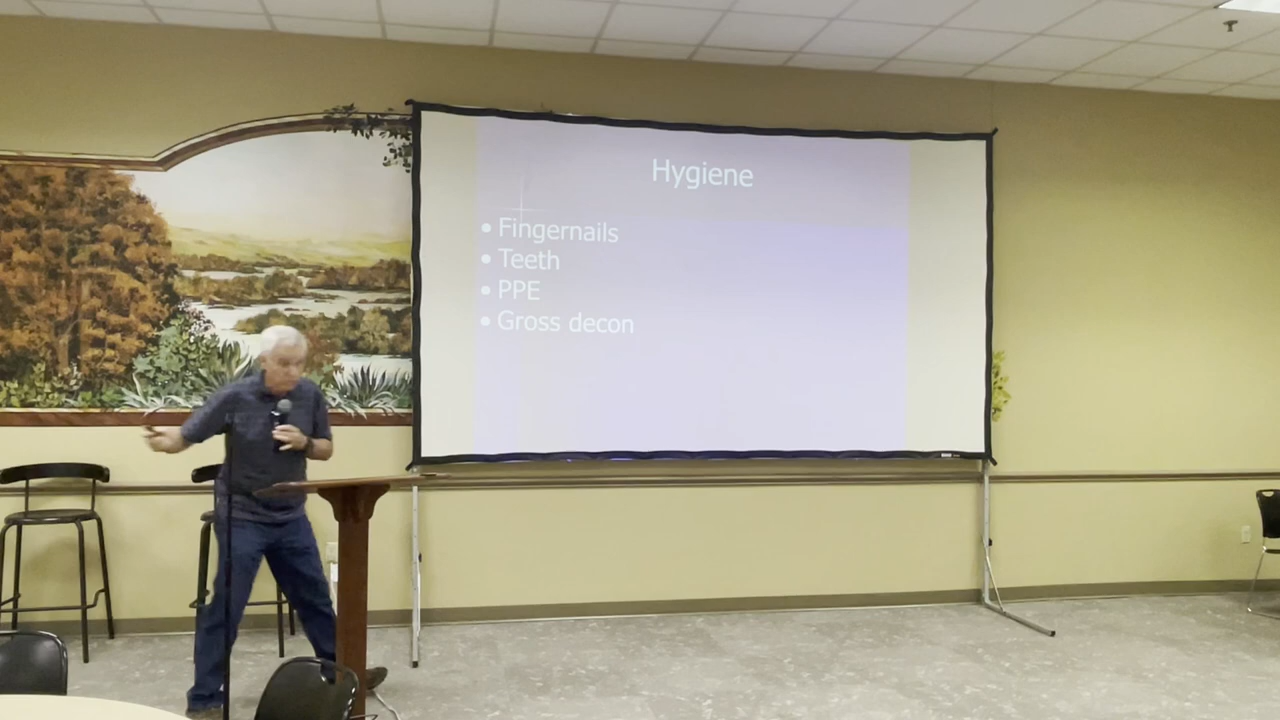 Hygiene
• Fingernails
• Teeth
• PPE
• Gross decon